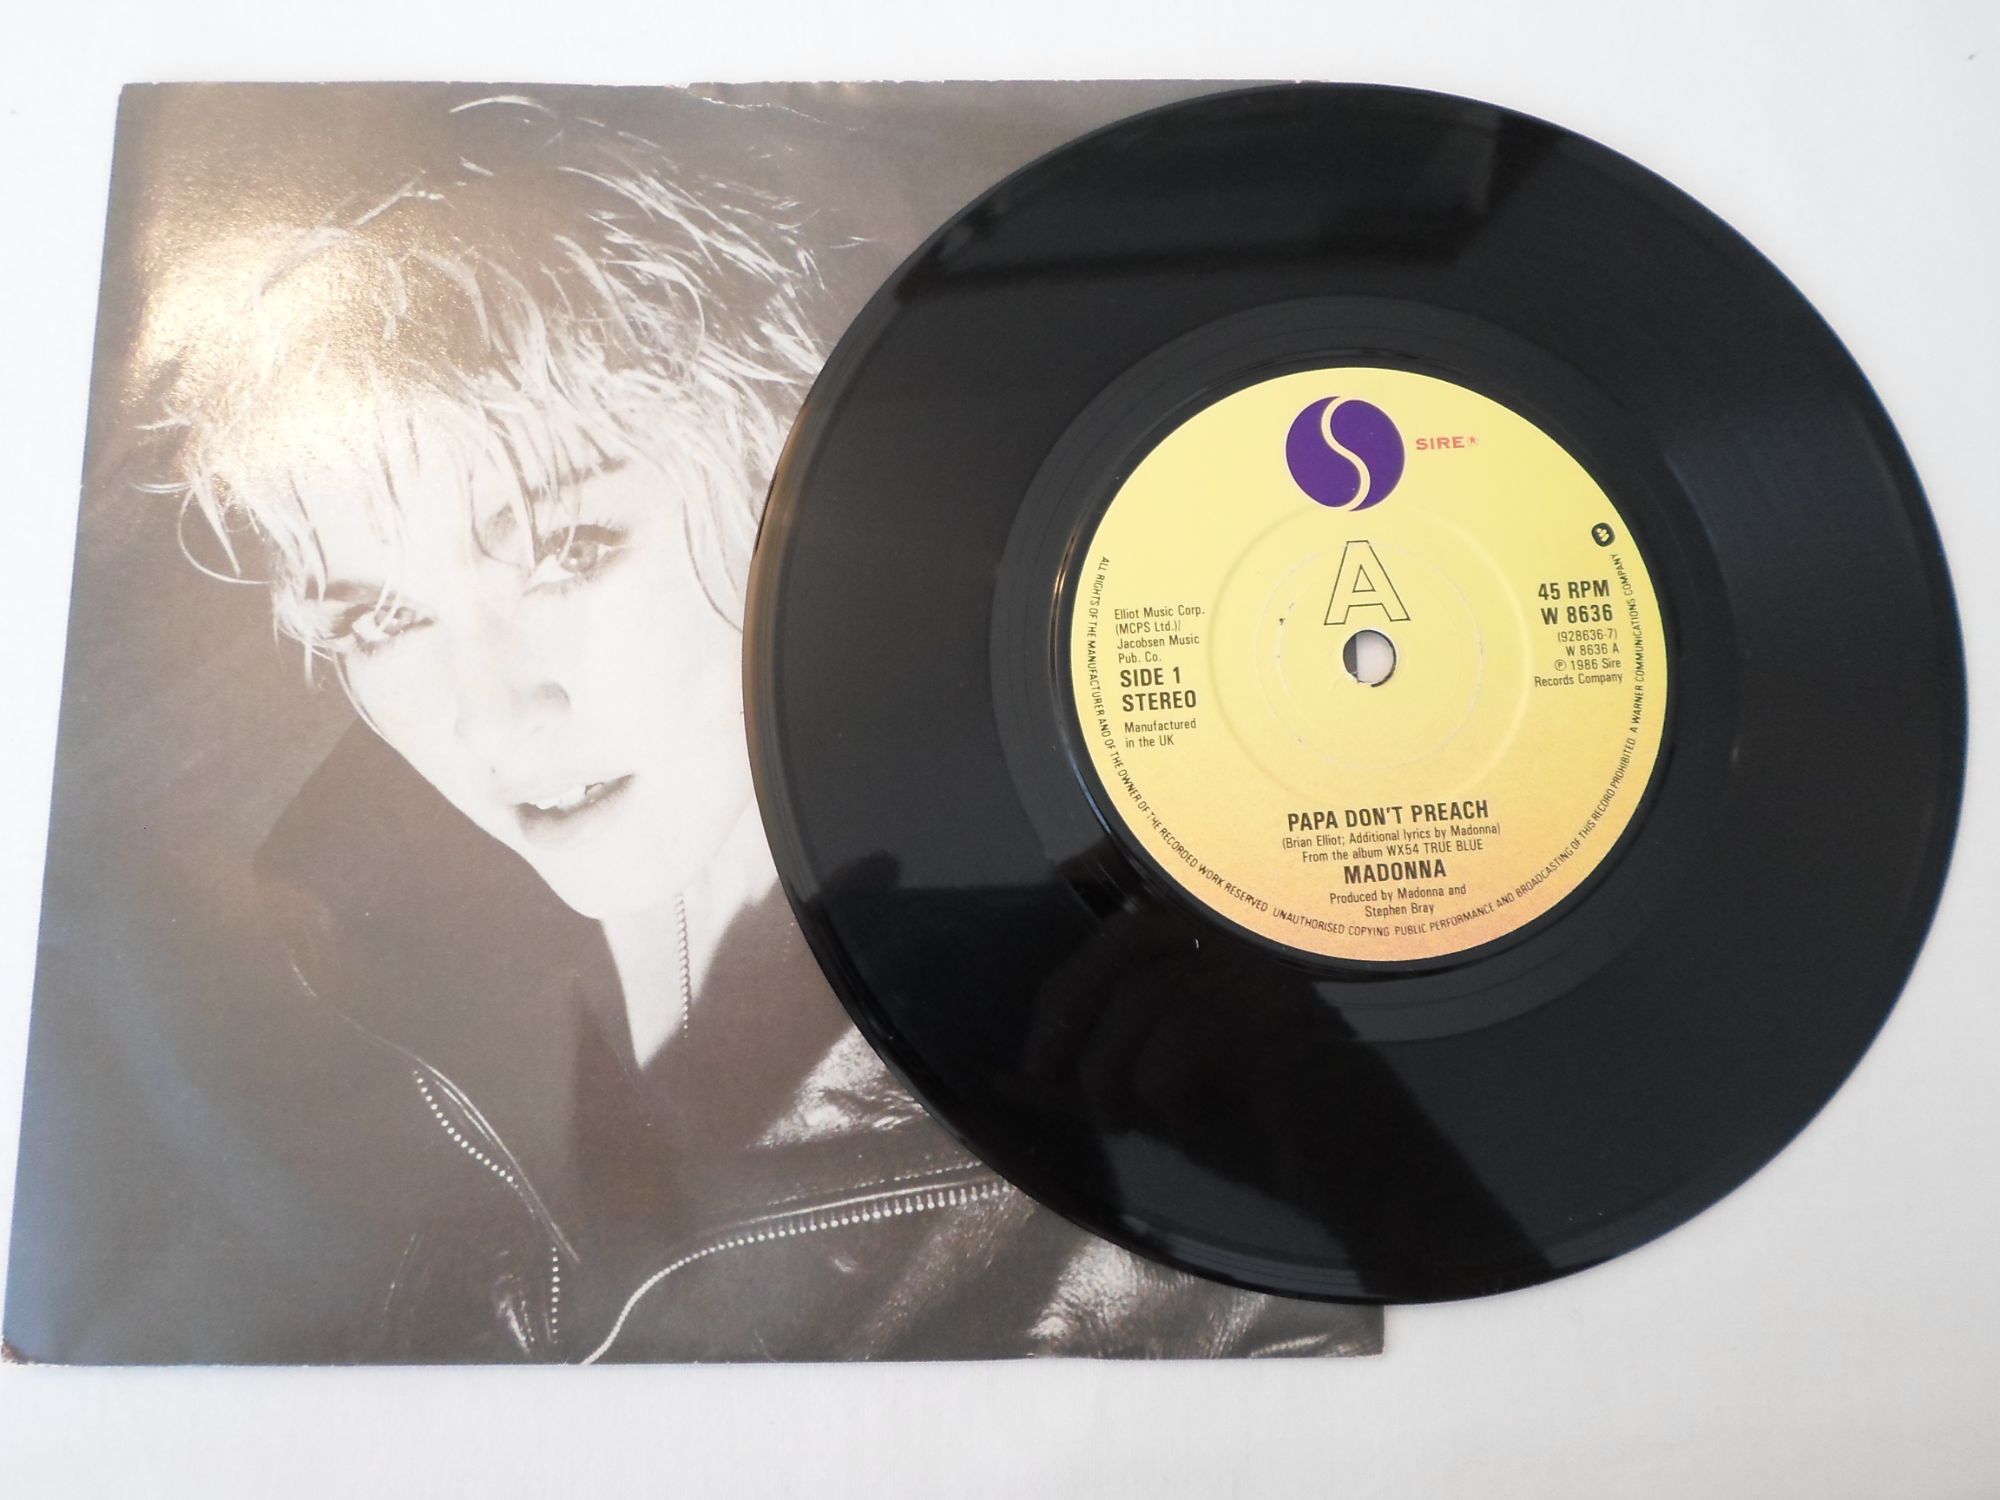 SIRE
A
Elliot Music Corp.
(MCPS Ltd.)/
Jacobsen Music
Pub. Co.
SIDE 1
STEREO
Manufactured
in the UK
45 RPM
W 8636
(928636-7)
W 8636 A
℗ 1986 Sire
Records Company
PAPA DON'T PREACH
(Brian Elliot; Additional lyrics by Madonna)
From the album WX54 TRUE BLUE
MADONNA
Produced by Madonna and
Stephen Bray
ALL RIGHTS OF THE MANUFACTURER AND OF THE OWNER OF THE RECORDED WORK RESERVED UNAUTHORISED COPYING PUBLIC PERFORMANCE AND BROADCASTING OF THIS RECORD PROHIBITED. A WARNER COMMUNICATIONS COMPANY